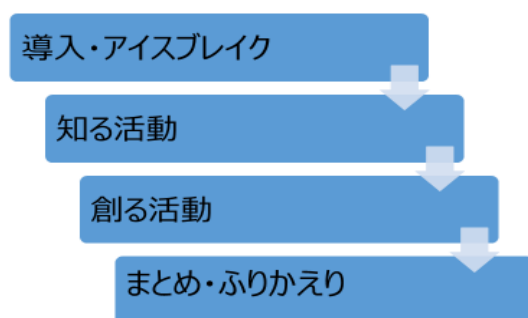 導入・アイスブレイク
知る活動
創る活動
まとめ・ふりかえり